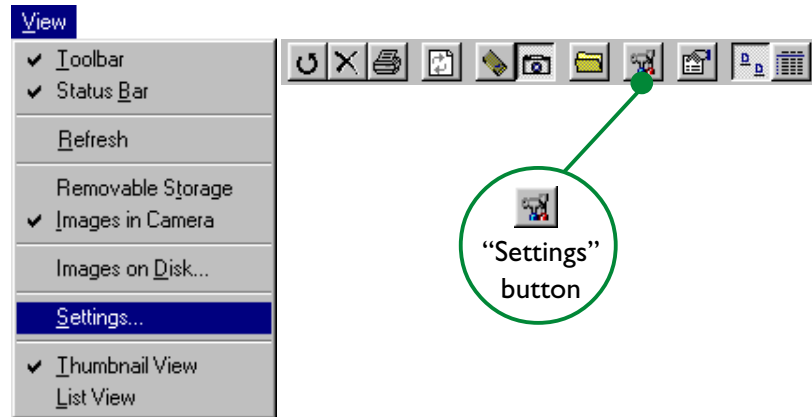 View
Toolbar
Status Bar
Refresh
Removable Storage
Images in Camera
Images on Disk...
Settings...
Thumbnail View
List View
“Settings”
button